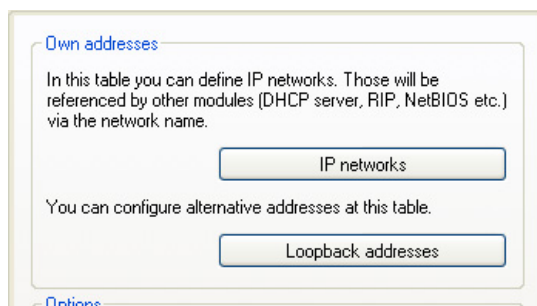 Own addresses
In this table you can define IP networks. Those will be
referenced by other modules (DHCP server, RIP, NetBIOS etc.)
via the network name.
IP networks
You can configure alternative addresses at this table.
Loopback addresses
Options